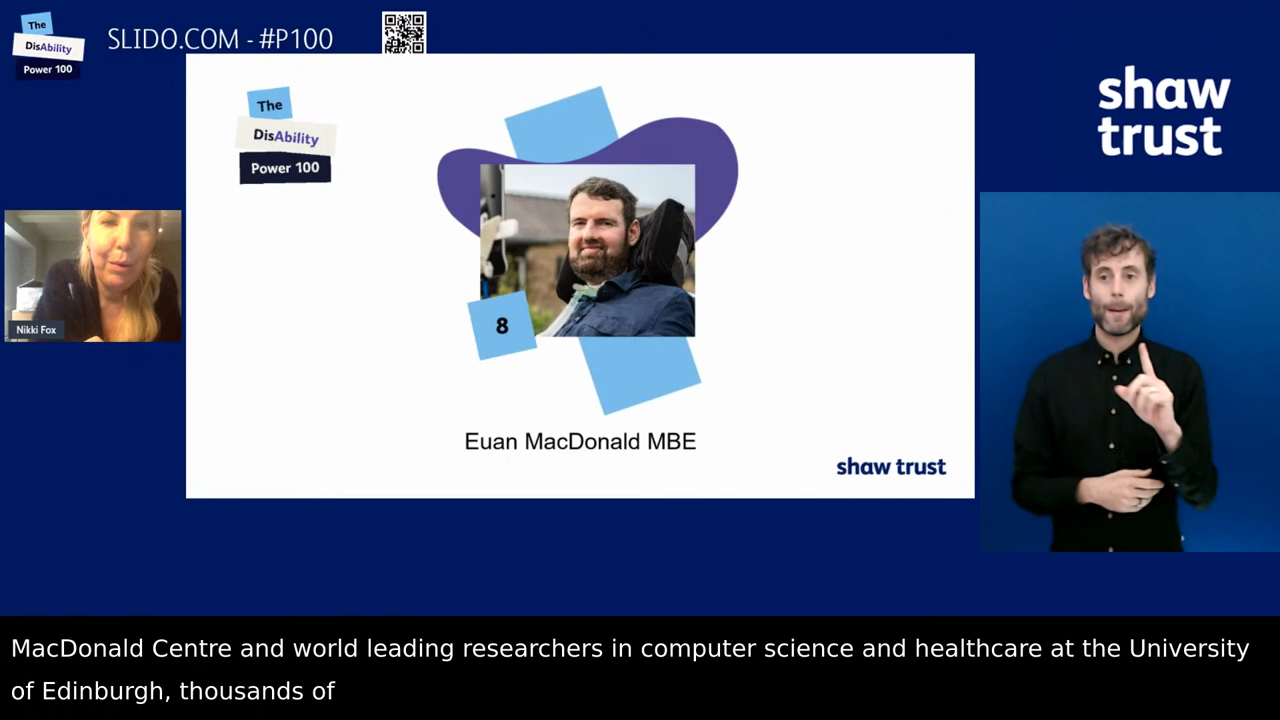 The
DisAbility
Power 100
SLIDO.COM - #P100
shaw
trust
The
DisAbility
Power 100
8
Nikki Fox
Euan MacDonald MBE
shaw trust
MacDonald Centre and world leading researchers in computer science and healthcare at the University
of Edinburgh, thousands of